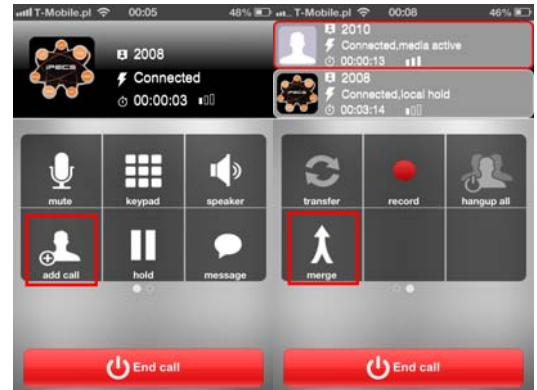 T-Mobile.pl 00:05 48%
iPECS
2008
Connected
00:00:03
mute keypad speaker
add call hold message
End call
T-Mobile.pl 00:08 46%
2010
Connected,media active
00:00:13
2008
Connected,local hold
00:03:14
transfer record hangup all
merge
End call